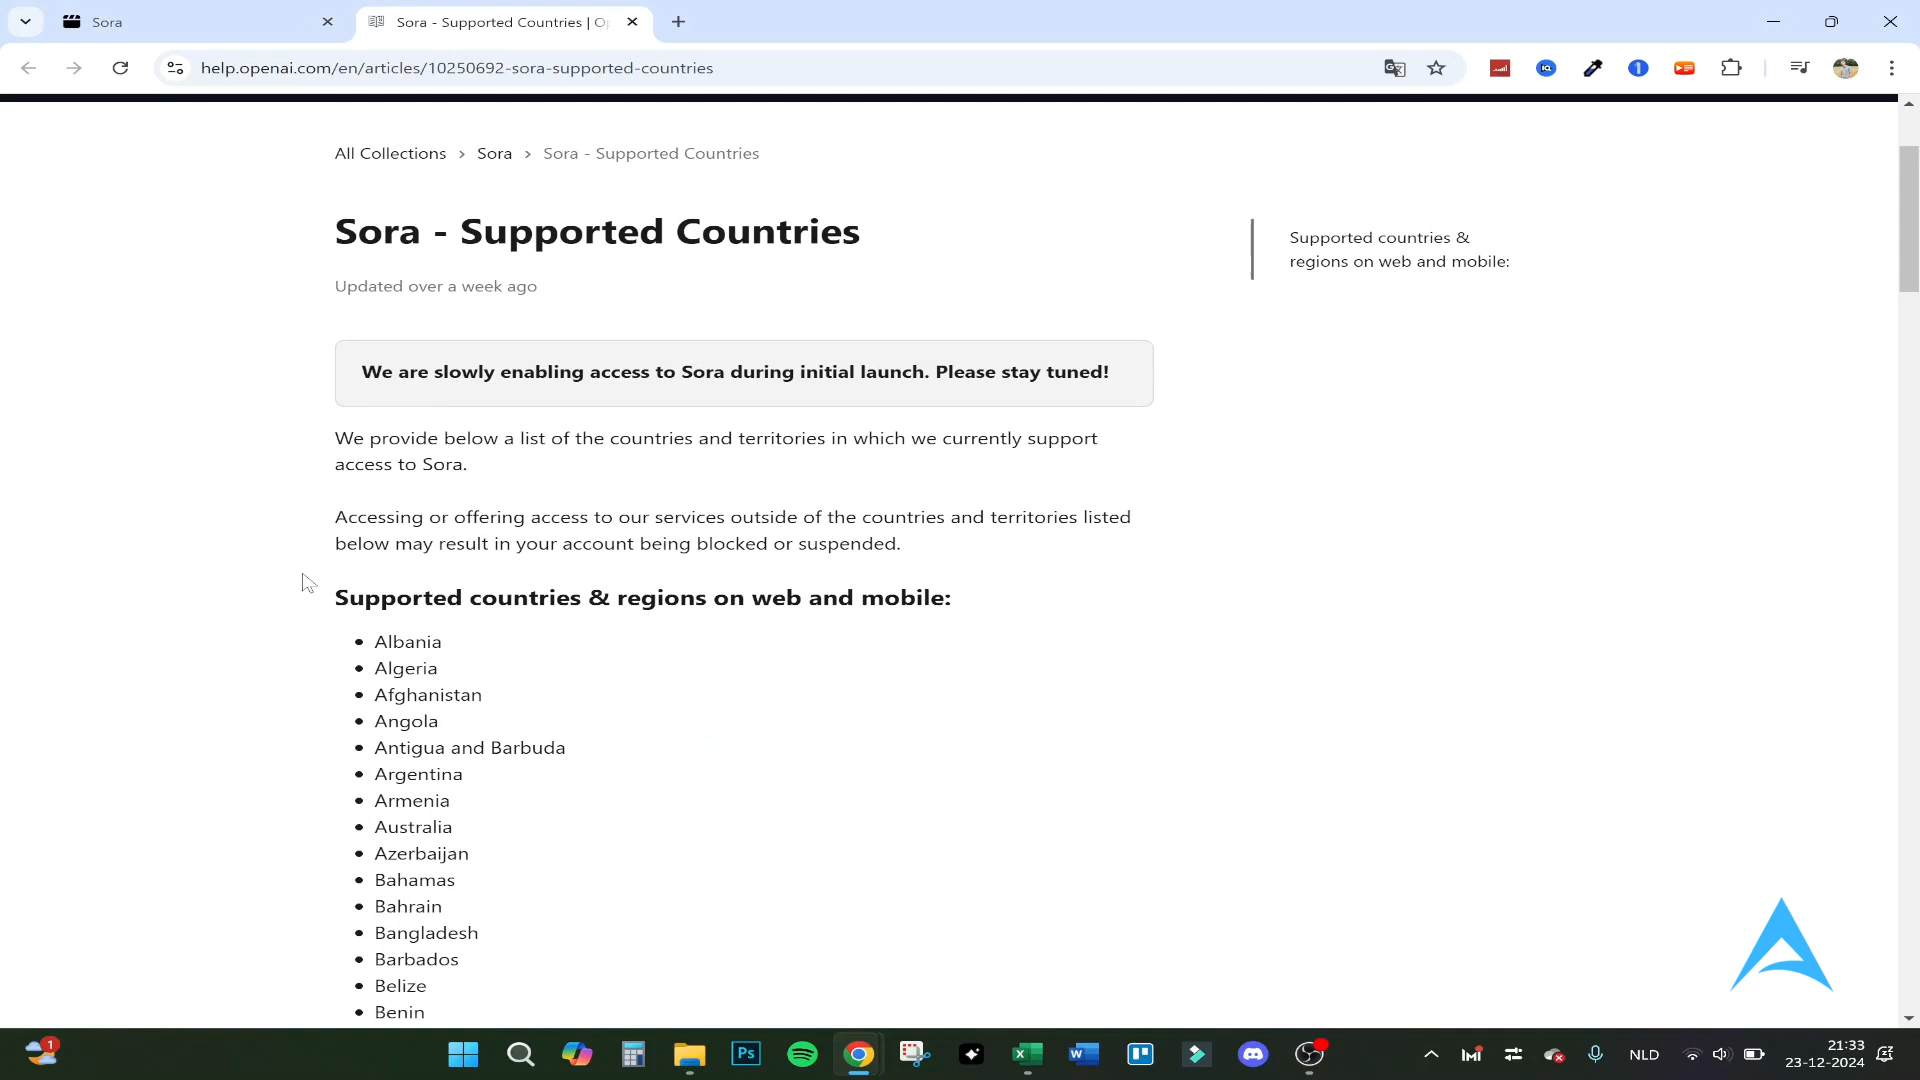 Sora
Sora - Supported Countries | Op
help.openai.com/en/articles/10250692-sora-supported-countries
All Collections > Sora > Sora - Supported Countries
Sora - Supported Countries
Updated over a week ago
Supported countries &
regions on web and mobile:
We are slowly enabling access to Sora during initial launch. Please stay tuned!
We provide below a list of the countries and territories in which we currently support
access to Sora.
Accessing or offering access to our services outside of the countries and territories listed
below may result in your account being blocked or suspended.
Supported countries & regions on web and mobile:
• Albania
• Algeria
• Afghanistan
• Angola
• Antigua and Barbuda
• Argentina
• Armenia
• Australia
• Azerbaijan
• Bahamas
• Bahrain
• Bangladesh
• Barbados
• Belize
• Benin
1
Ps
NLD
21:33
23-12-2024